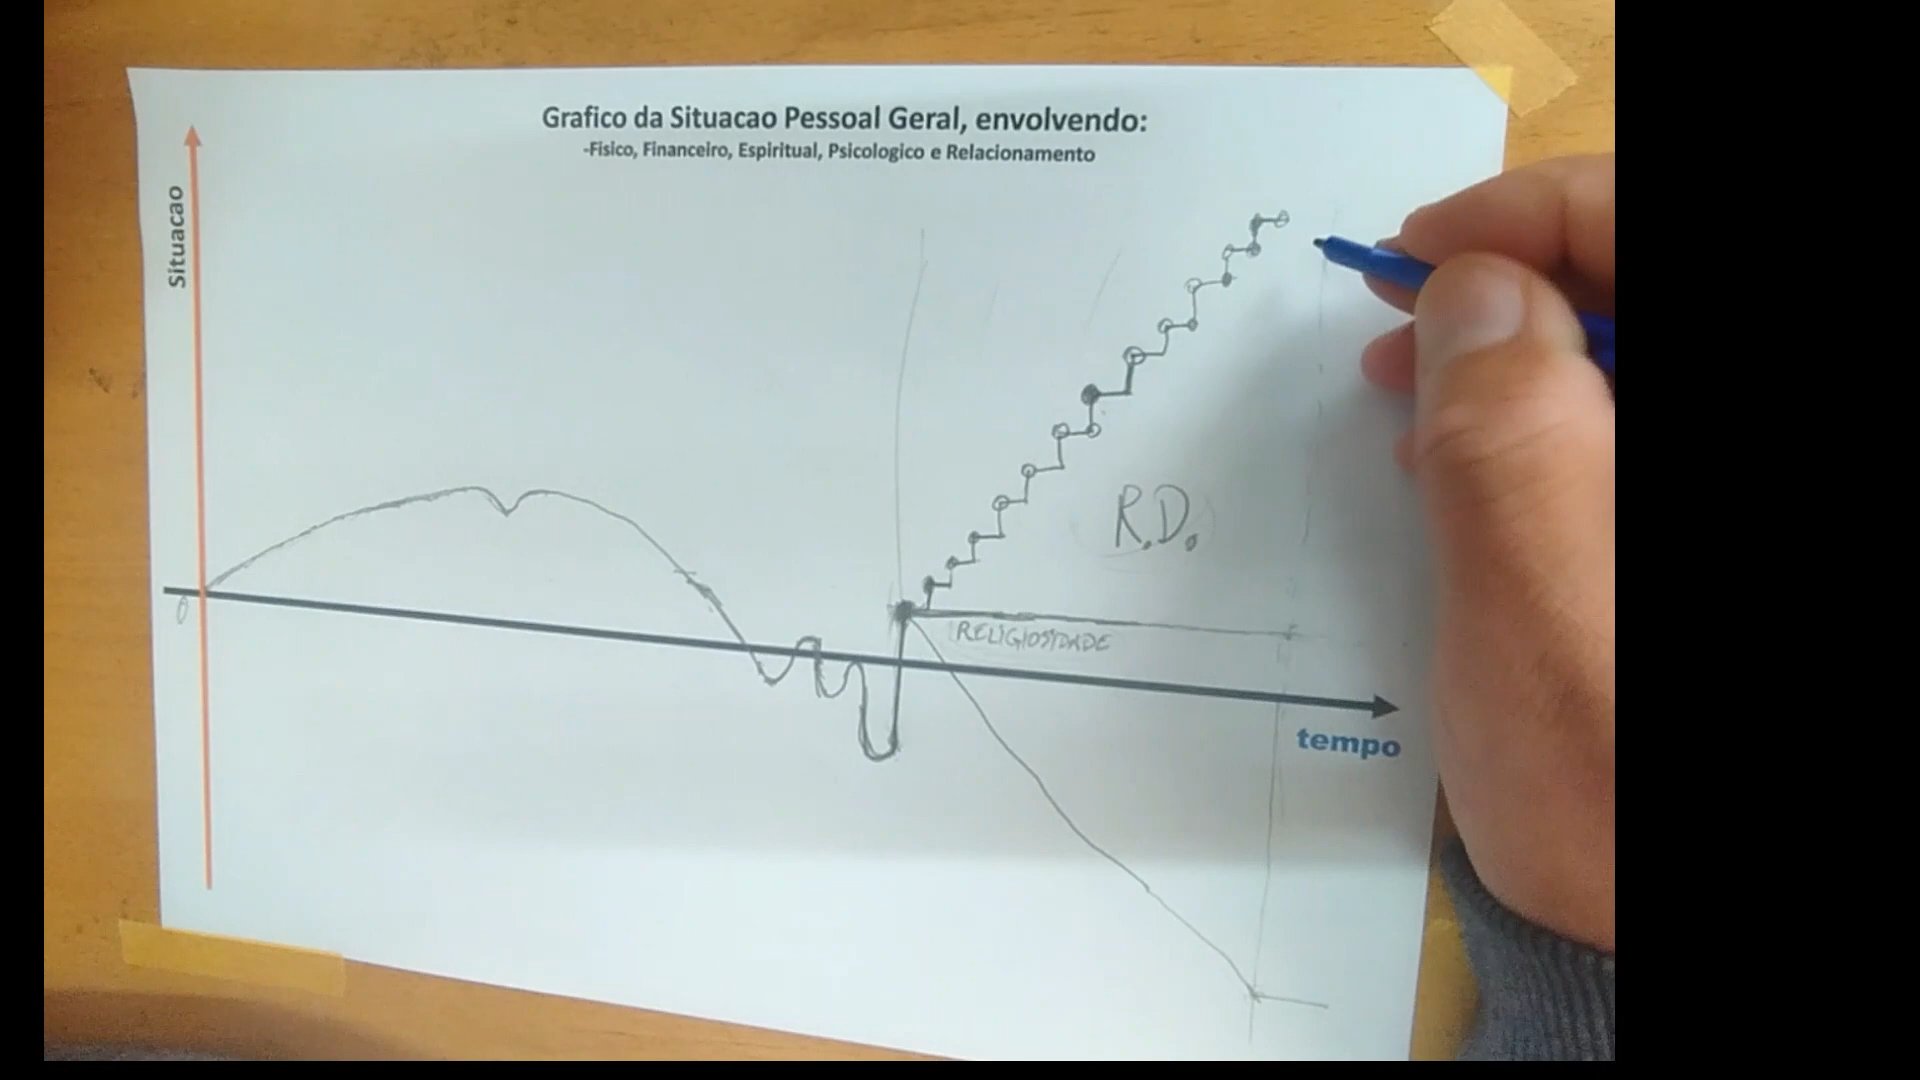 Grafico da Situacao Pessoal Geral, envolvendo:
-Fisico, Financeiro, Espiritual, Psicologico e Relacionamento
Situacao
R.D.
0
RELIGIOSIDADE
tempo